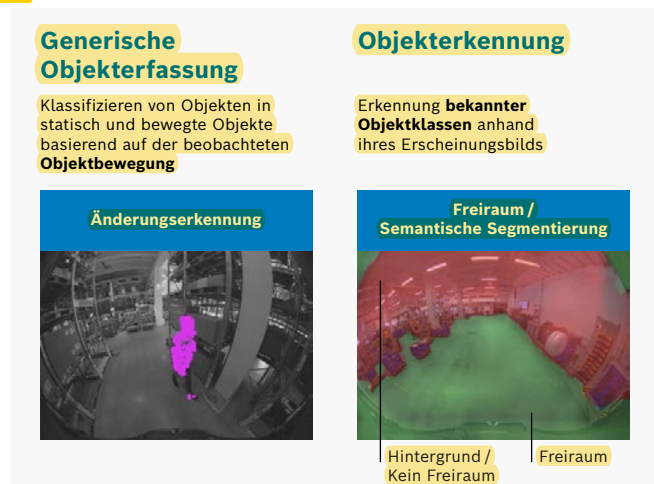 Generische
Objekterfassung
Klassifizieren von Objekten in
statisch und bewegte Objekte
basierend auf der beobachteten
Objektbewegung
Änderungserkennung
Objekterkennung
Erkennung bekannter
Objektklassen anhand
ihres Erscheinungsbilds
Freiraum /
Semantische Segmentierung
Hintergrund /
Kein Freiraum
Freiraum